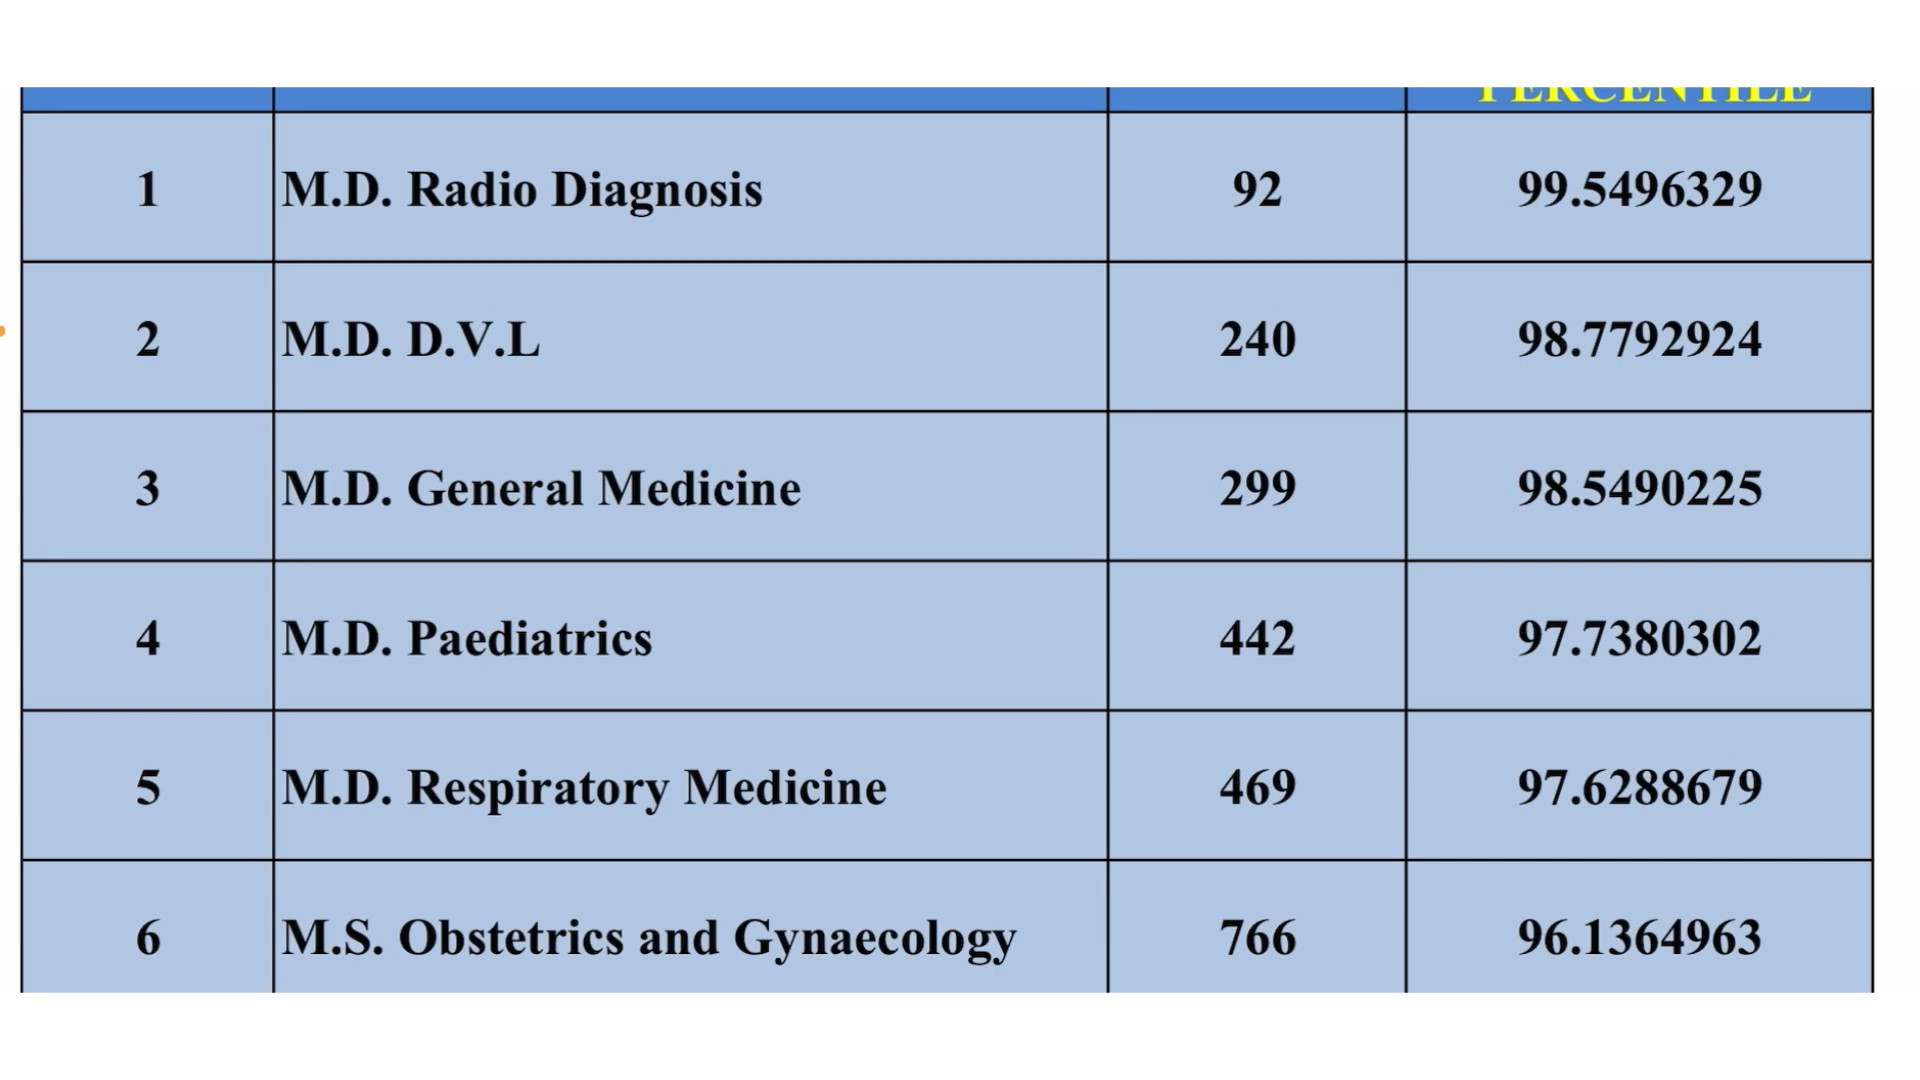 PERCENTILE
1 M.D. Radio Diagnosis 92 99.5496329
2 M.D. D.V.L 240 98.7792924
3 M.D. General Medicine 299 98.5490225
4 M.D. Paediatrics 442 97.7380302
5 M.D. Respiratory Medicine 469 97.6288679
6 M.S. Obstetrics and Gynaecology 766 96.1364963